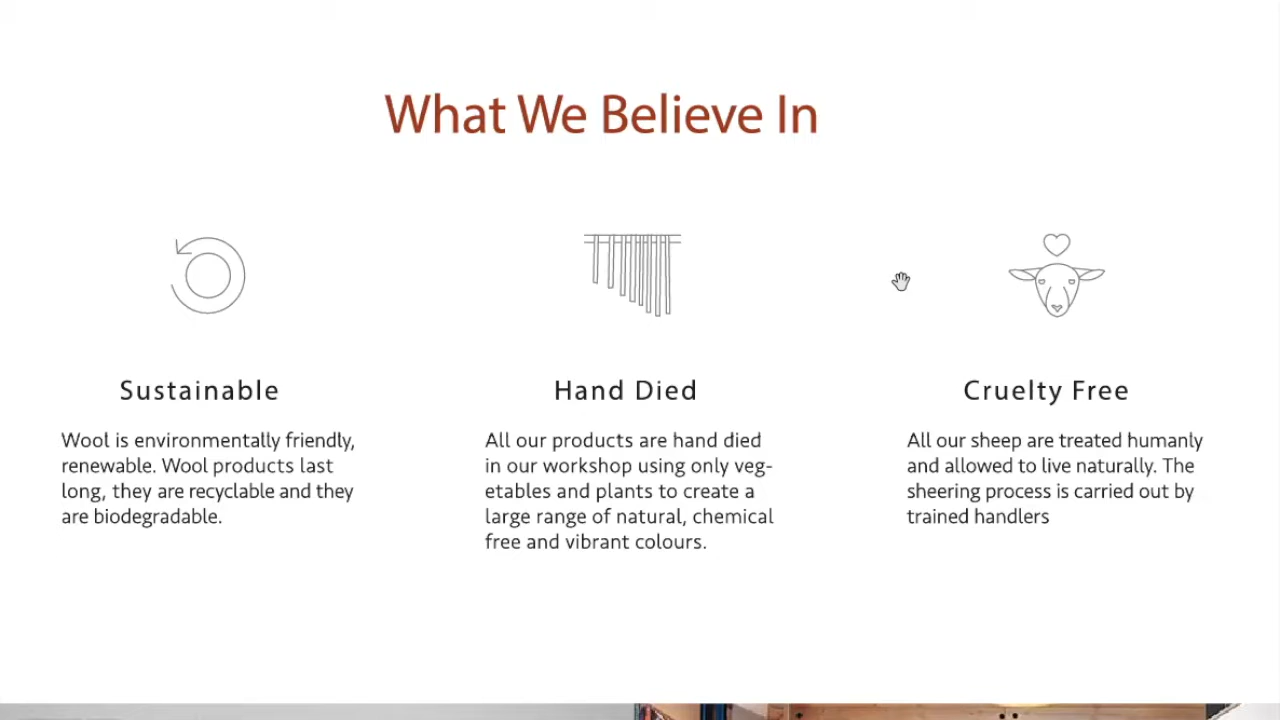 What We Believe In
Sustainable
Wool is environmentally friendly,
renewable. Wool products last
long, they are recyclable and they
are biodegradable.
Hand Died
All our products are hand died
in our workshop using only veg-
etables and plants to create a
large range of natural, chemical
free and vibrant colours.
Cruelty Free
All our sheep are treated humanly
and allowed to live naturally. The
sheering process is carried out by
trained handlers